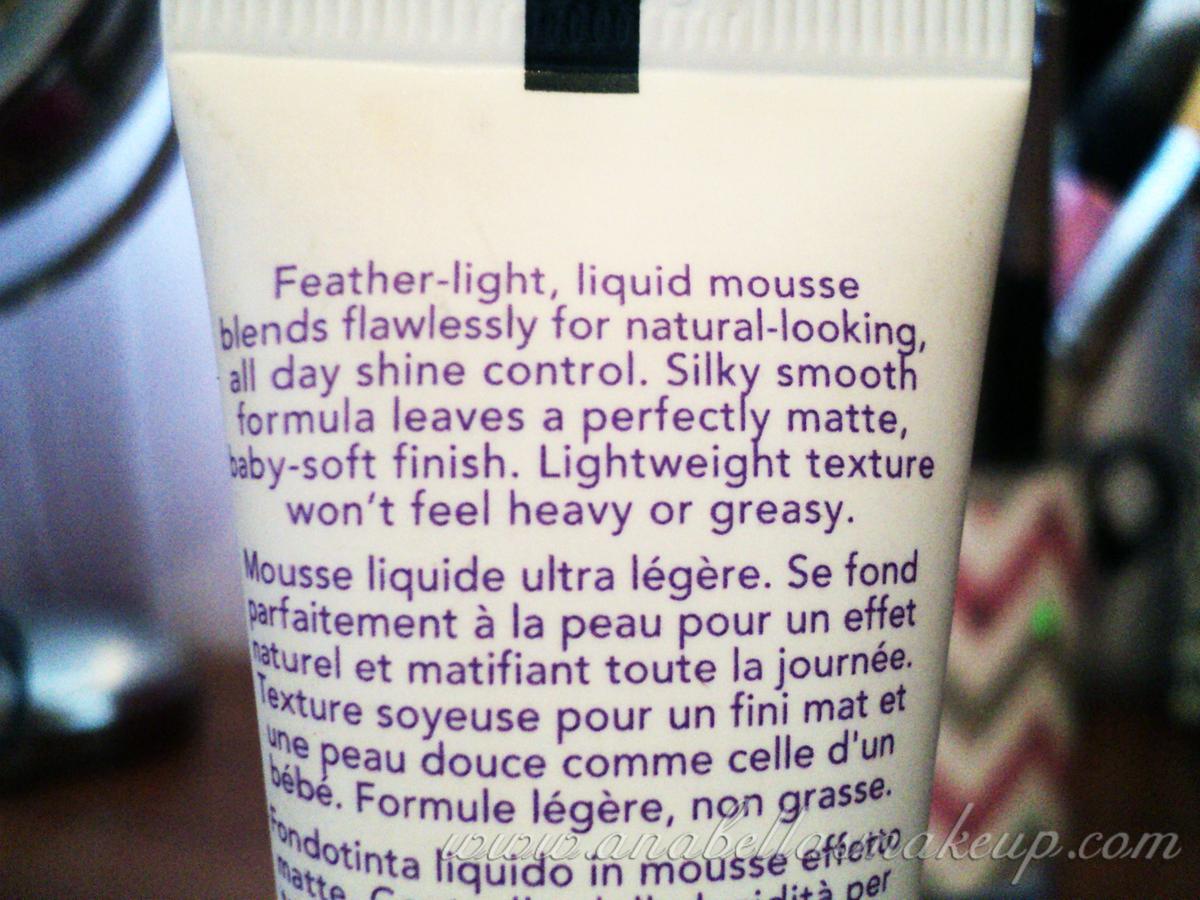 Feather-light, liquid mousse
blends flawlessly for natural-looking,
all day shine control. Silky smooth
formula leaves a perfectly matte,
baby-soft finish. Lightweight texture
won't feel heavy or greasy.
Mousse liquide ultra légère. Se fond
parfaitement à la peau pour un effet
naturel et matifiant toute la journée.
Texture soyeuse pour un fini mat et
une peau douce comme celle d'un
bébé. Formule légère, non grasse.
Fondotinta liquido in mousse effetto
matte. per